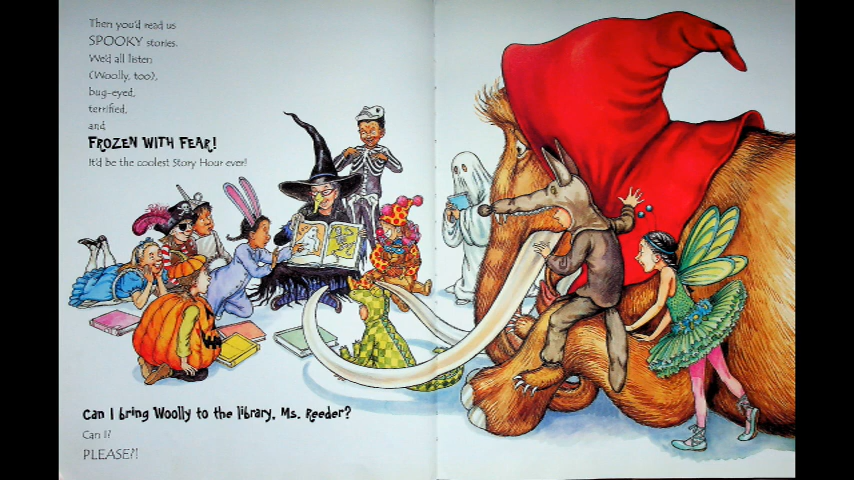 Then you'd read us
SPOOKY stories.
We'd all listen
(Woolly, too),
bug-eyed,
terrified,
and
FROZEN WITH FEAR!
It'd be the coolest Story Hour ever!
Can I bring Woolly to the library, Ms. Reeder?
Can I?
PLEASE?!